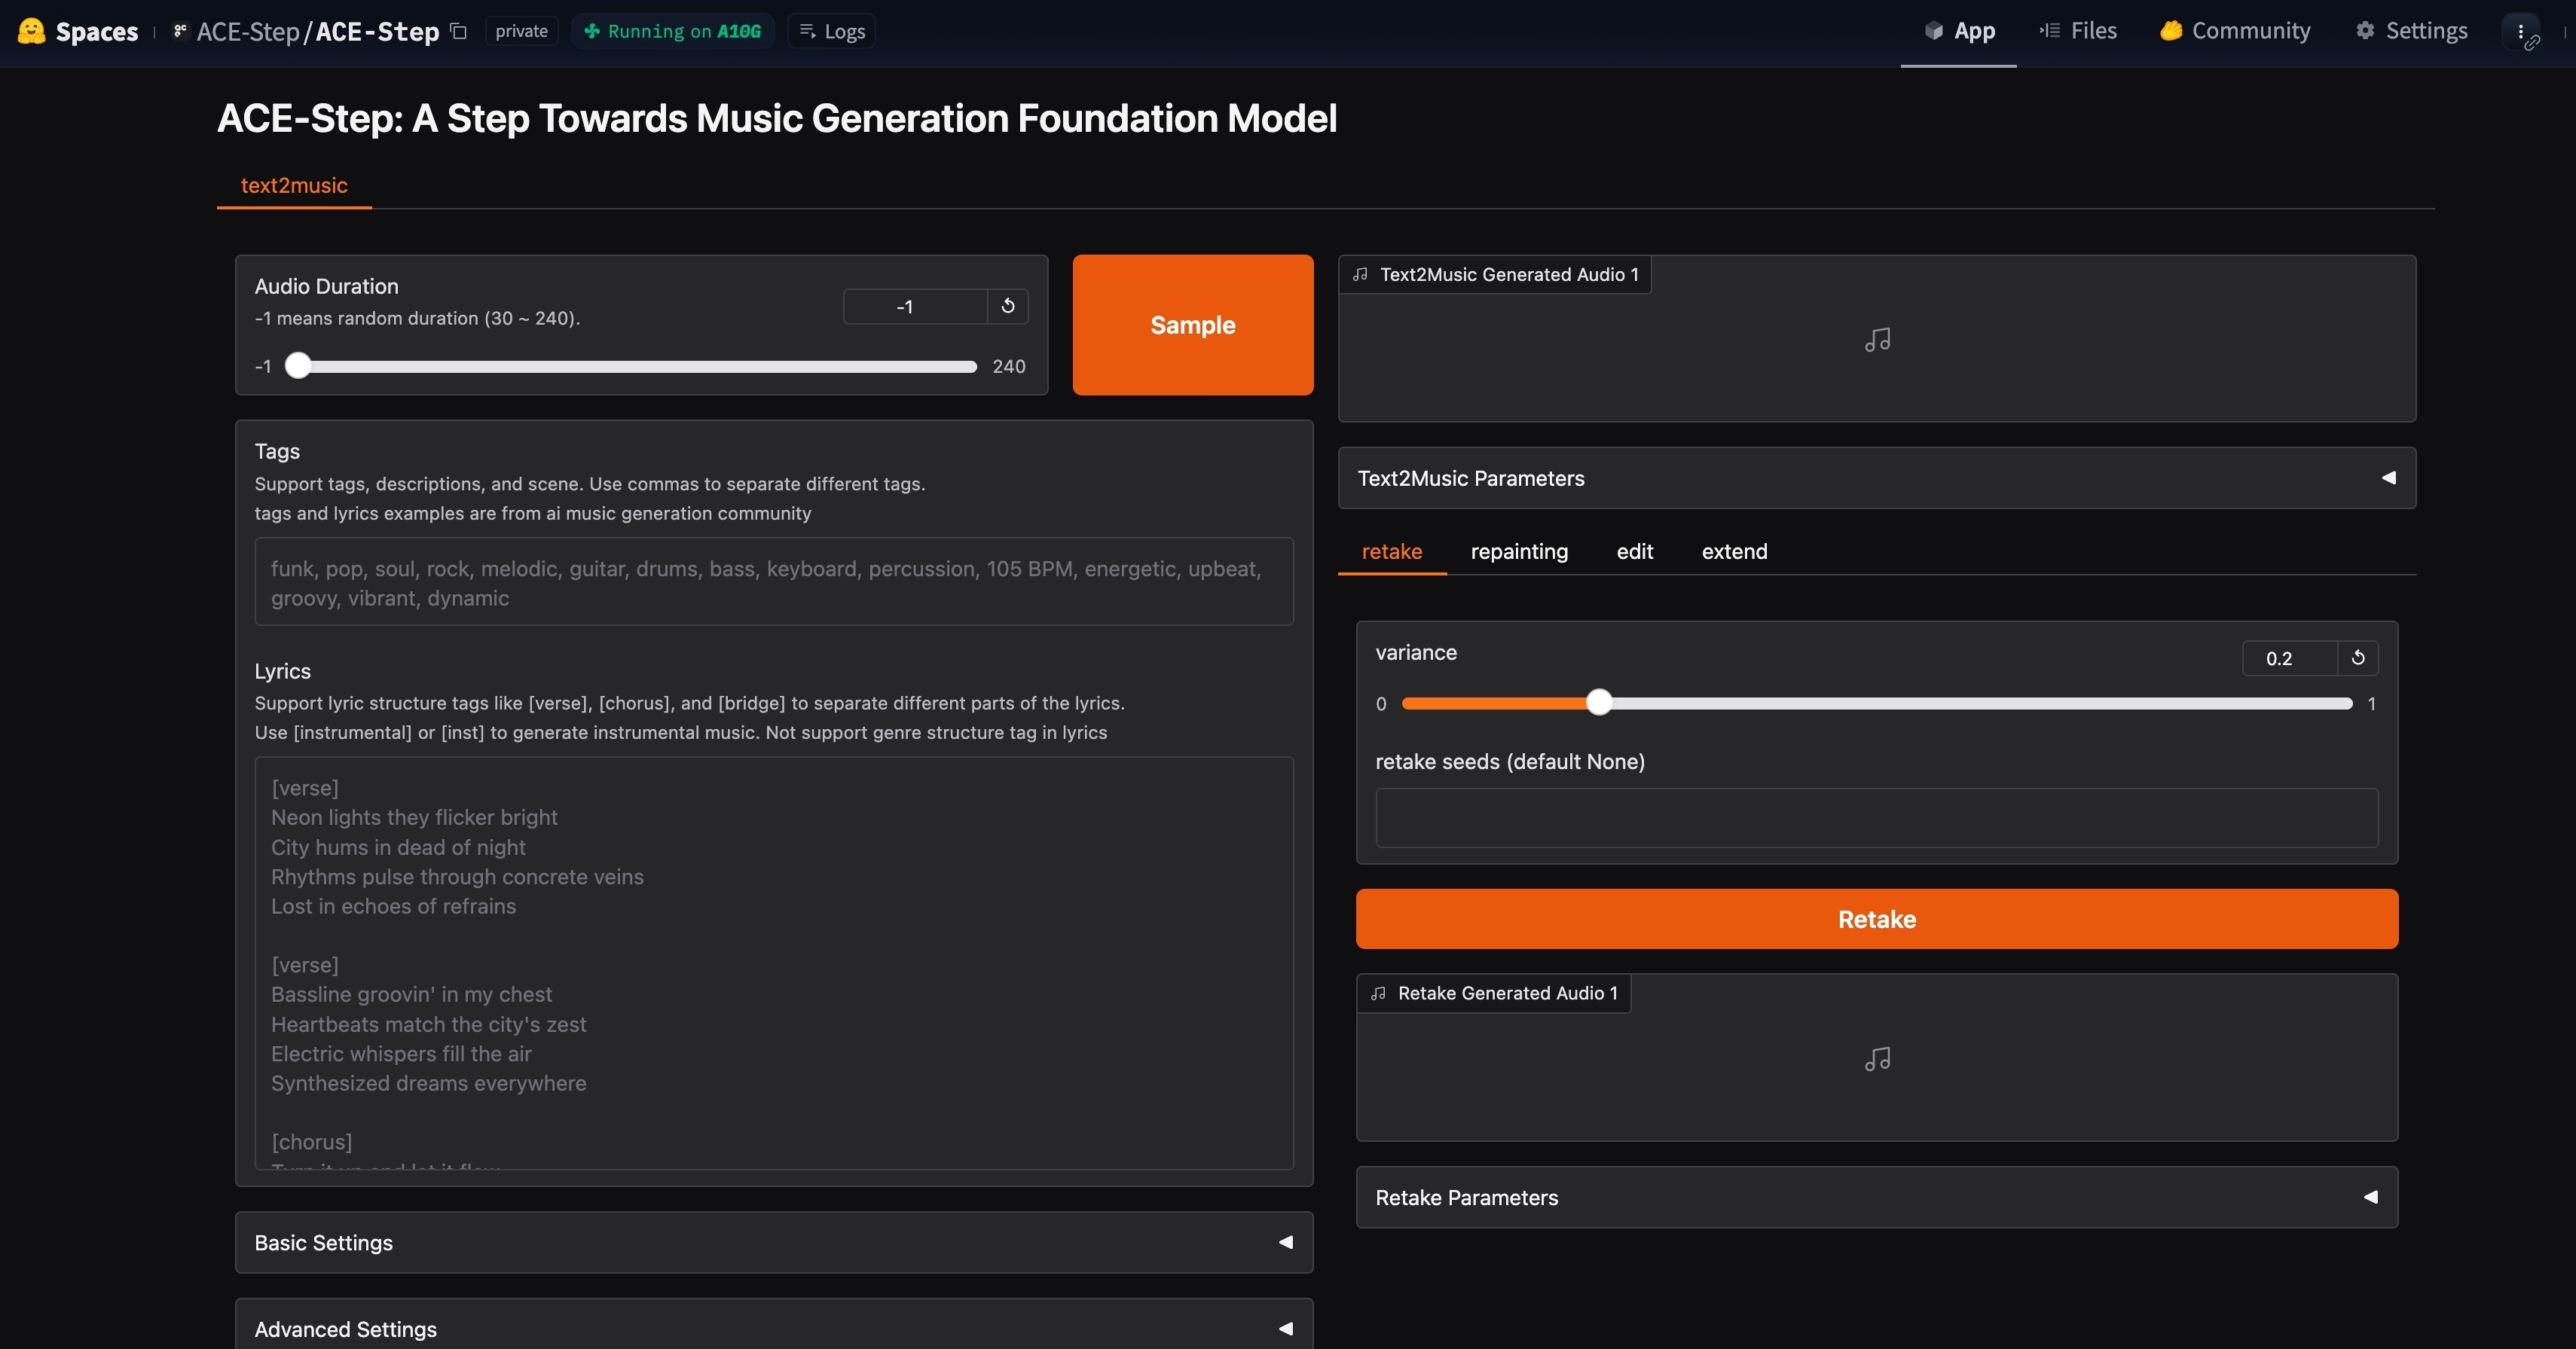 Spaces
ACE-Step/ACE-Step
private
Running on A10G
Logs
App
Files
Community
Settings
ACE-Step: A Step Towards Music Generation Foundation Model
text2music
Audio Duration
-1 means random duration (30 ~ 240).
-1
-1
240
Sample
Tags
Support tags, descriptions, and scene. Use commas to separate different tags.
tags and lyrics examples are from ai music generation community
funk, pop, soul, rock, melodic, guitar, drums, bass, keyboard, percussion, 105 BPM, energetic, upbeat,
groovy, vibrant, dynamic
Lyrics
Support lyric structure tags like [verse], [chorus], and [bridge] to separate different parts of the lyrics.
Use [instrumental] or [inst] to generate instrumental music. Not support genre structure tag in lyrics
[verse]
Neon lights they flicker bright
City hums in dead of night
Rhythms pulse through concrete veins
Lost in echoes of refrains
[verse]
Bassline groovin' in my chest
Heartbeats match the city's zest
Electric whispers fill the air
Synthesized dreams everywhere
[chorus]
Turn it up and let it flow
Basic Settings
Advanced Settings
Text2Music Generated Audio 1
Text2Music Parameters
retake
repainting
edit
extend
variance
0.2
0
1
retake seeds (default None)
Retake
Retake Generated Audio 1
Retake Parameters